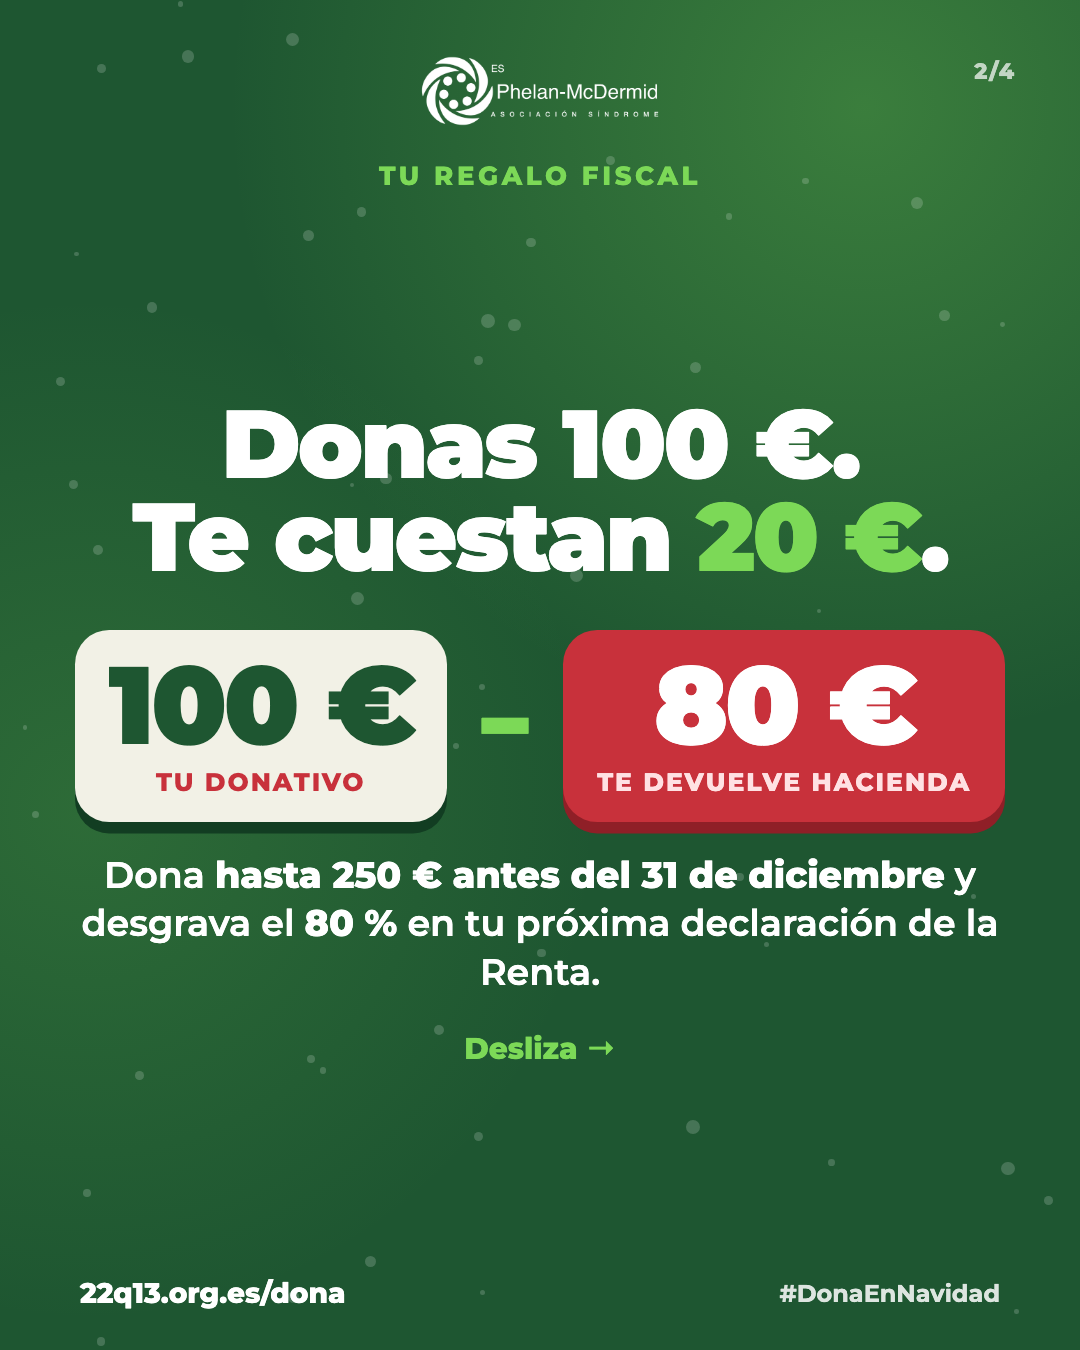 2/4
ES
Phelan-McDermid
ASOCIACIÓN SÍNDROME
TU REGALO FISCAL
Donas 100 €.
Te cuestan 20 €.
100 €
TU DONATIVO
–
80 €
TE DEVUELVE HACIENDA
Dona hasta 250 € antes del 31 de diciembre y
desgrava el 80 % en tu próxima declaración de la
Renta.
Desliza →
22q13.org.es/dona
#DonaEnNavidad